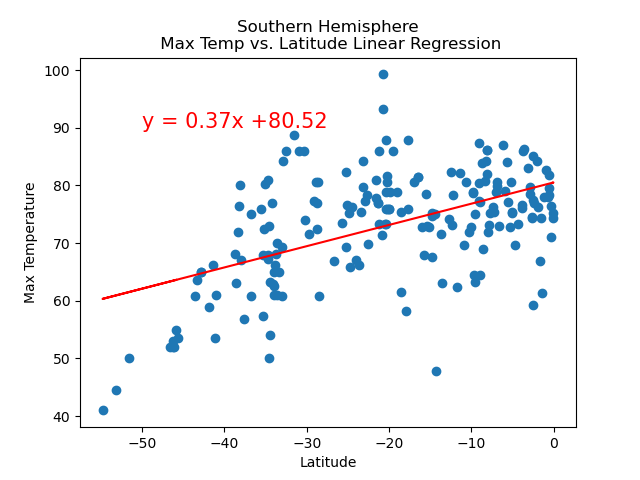 Southern Hemisphere
Max Temp vs. Latitude Linear Regression
y = 0.37x +80.52
Max Temperature
100
90
80
70
60
50
40
−50 −40 −30 −20 −10 0
Latitude